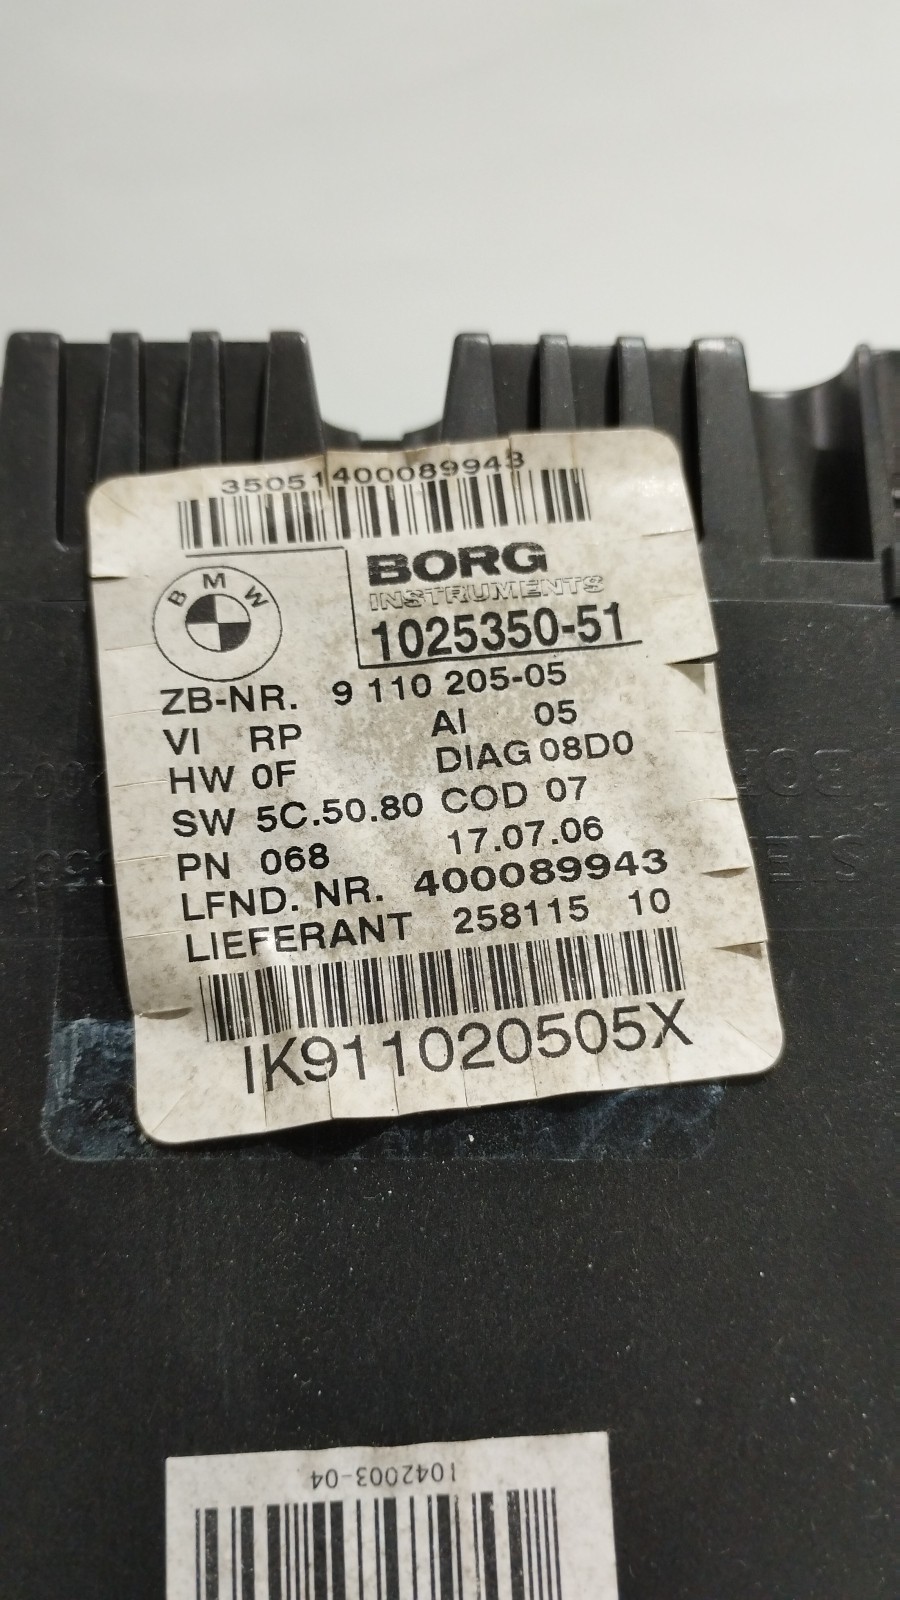 35051400089943
BMW
BORG
INSTRUMENTS
1025350-51
ZB-NR. 9 110 205-05
VI RP AI 05
HW 0F DIAG 08D0
SW 5C.50.80 COD 07
PN 068 17.07.06
LFND. NR. 400089943
LIEFERANT 258115 10
IK911020505X
1042003-04